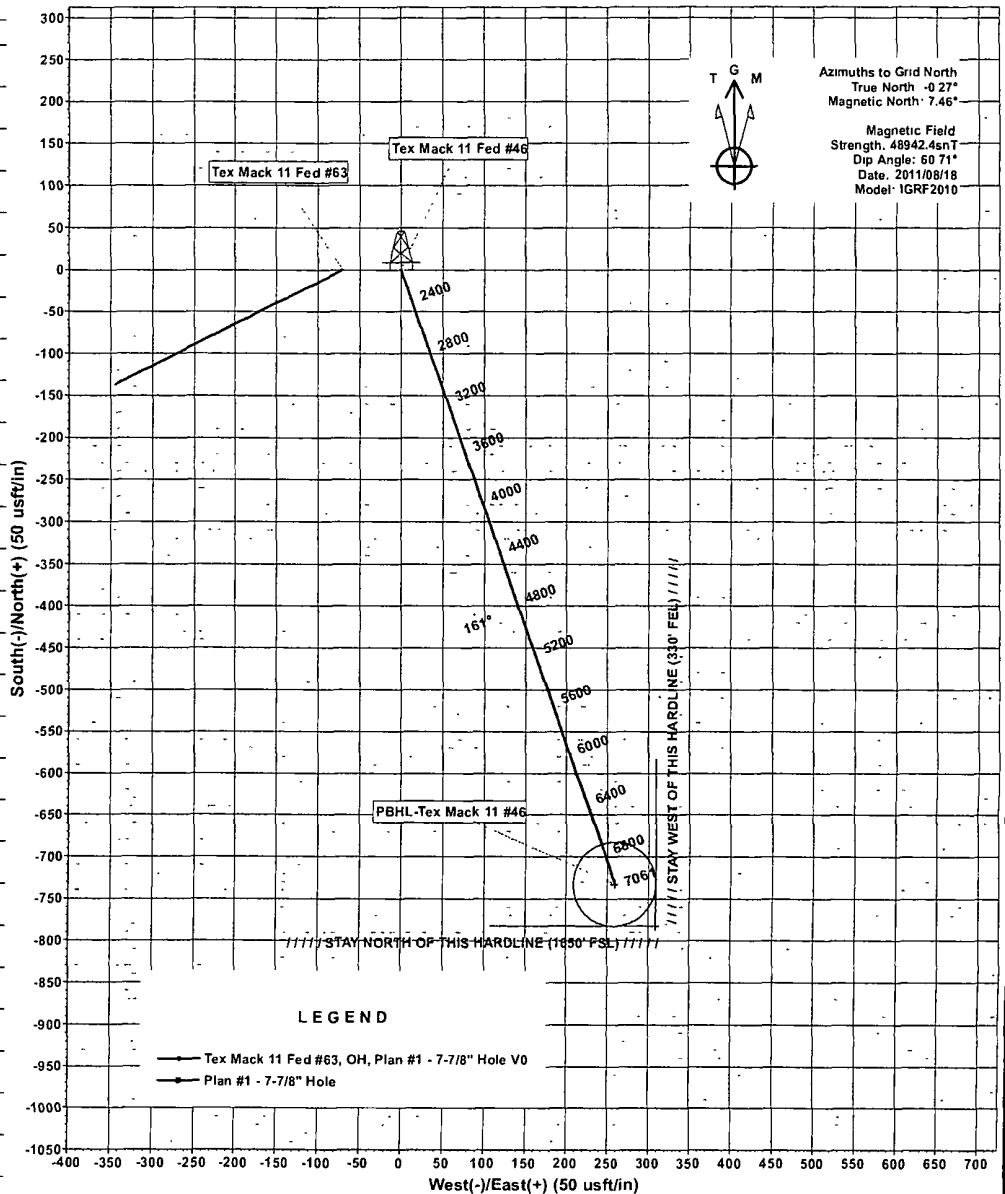 T G M
Azimuths to Grid North
True North -0 27°
Magnetic North· 7.46°
Magnetic Field
Strength. 48942.4snT
Dip Angle: 60 71°
Date. 2011/08/18
Model· IGRF2010
Tex Mack 11 Fed #46
Tex Mack 11 Fed #63
300
250
200
150
100
50
0
-50
-100
-150
-200
-250
-300
-350
-400
-450
-500
-550
-600
-650
-700
-750
-800
-850
-900
-950
-1000
-1050
South(-)/North(+) (50 usft/in)
2400
2800
3200
3600
4000
4400
4800
161°
5200
5600
6000
6400
6800
7061
PBHL-Tex Mack 11 #46
///// STAY WEST OF THIS HARDLINE (330' FEL) /////
///// STAY NORTH OF THIS HARDLINE (1650' FSL) /////
LEGEND
Tex Mack 11 Fed #63, OH, Plan #1 - 7-7/8" Hole V0
Plan #1 - 7-7/8" Hole
-400 -350 -300 -250 -200 -150 -100 -50 0 50 100 150 200 250 300 350 400 450 500 550 600 650 700
West(-)/East(+) (50 usft/in)